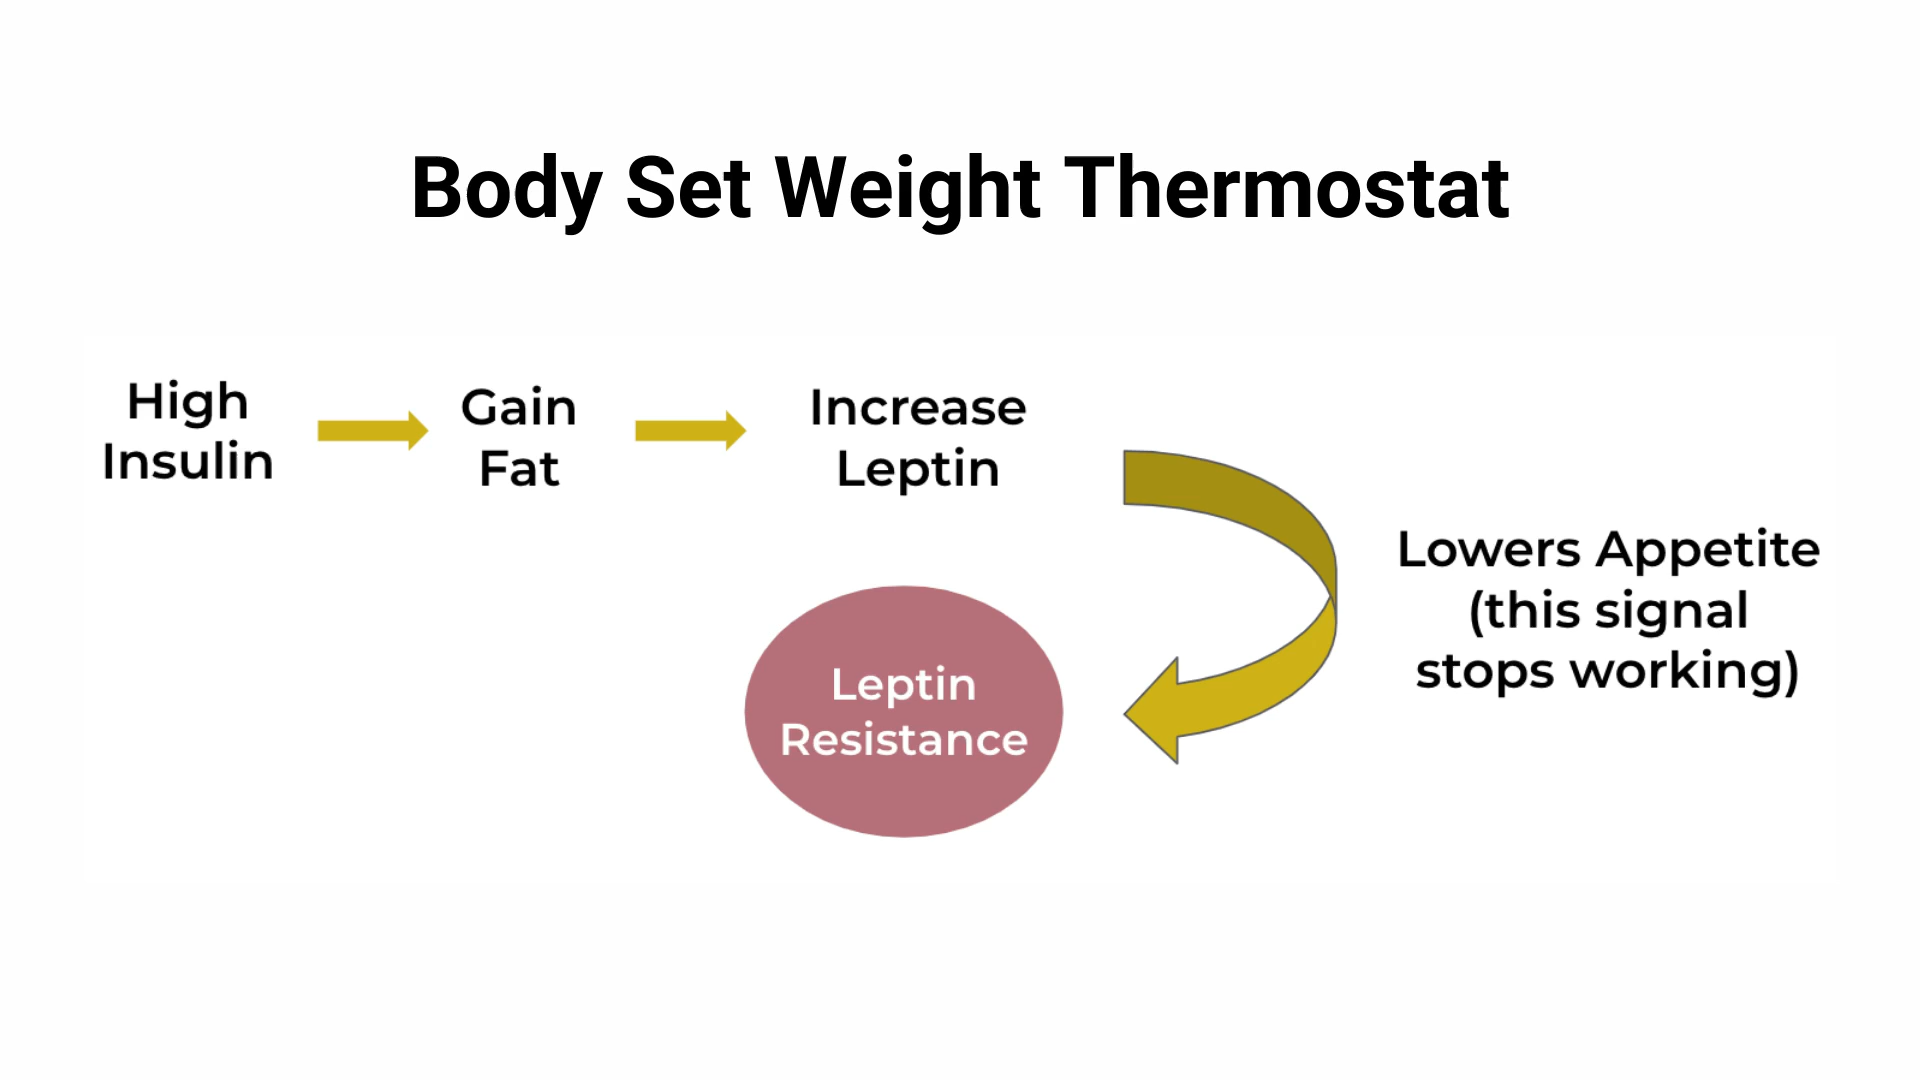 Body Set Weight Thermostat
High
Insulin
Gain
Fat
Increase
Leptin
Lowers Appetite
(this signal
stops working)
Leptin
Resistance